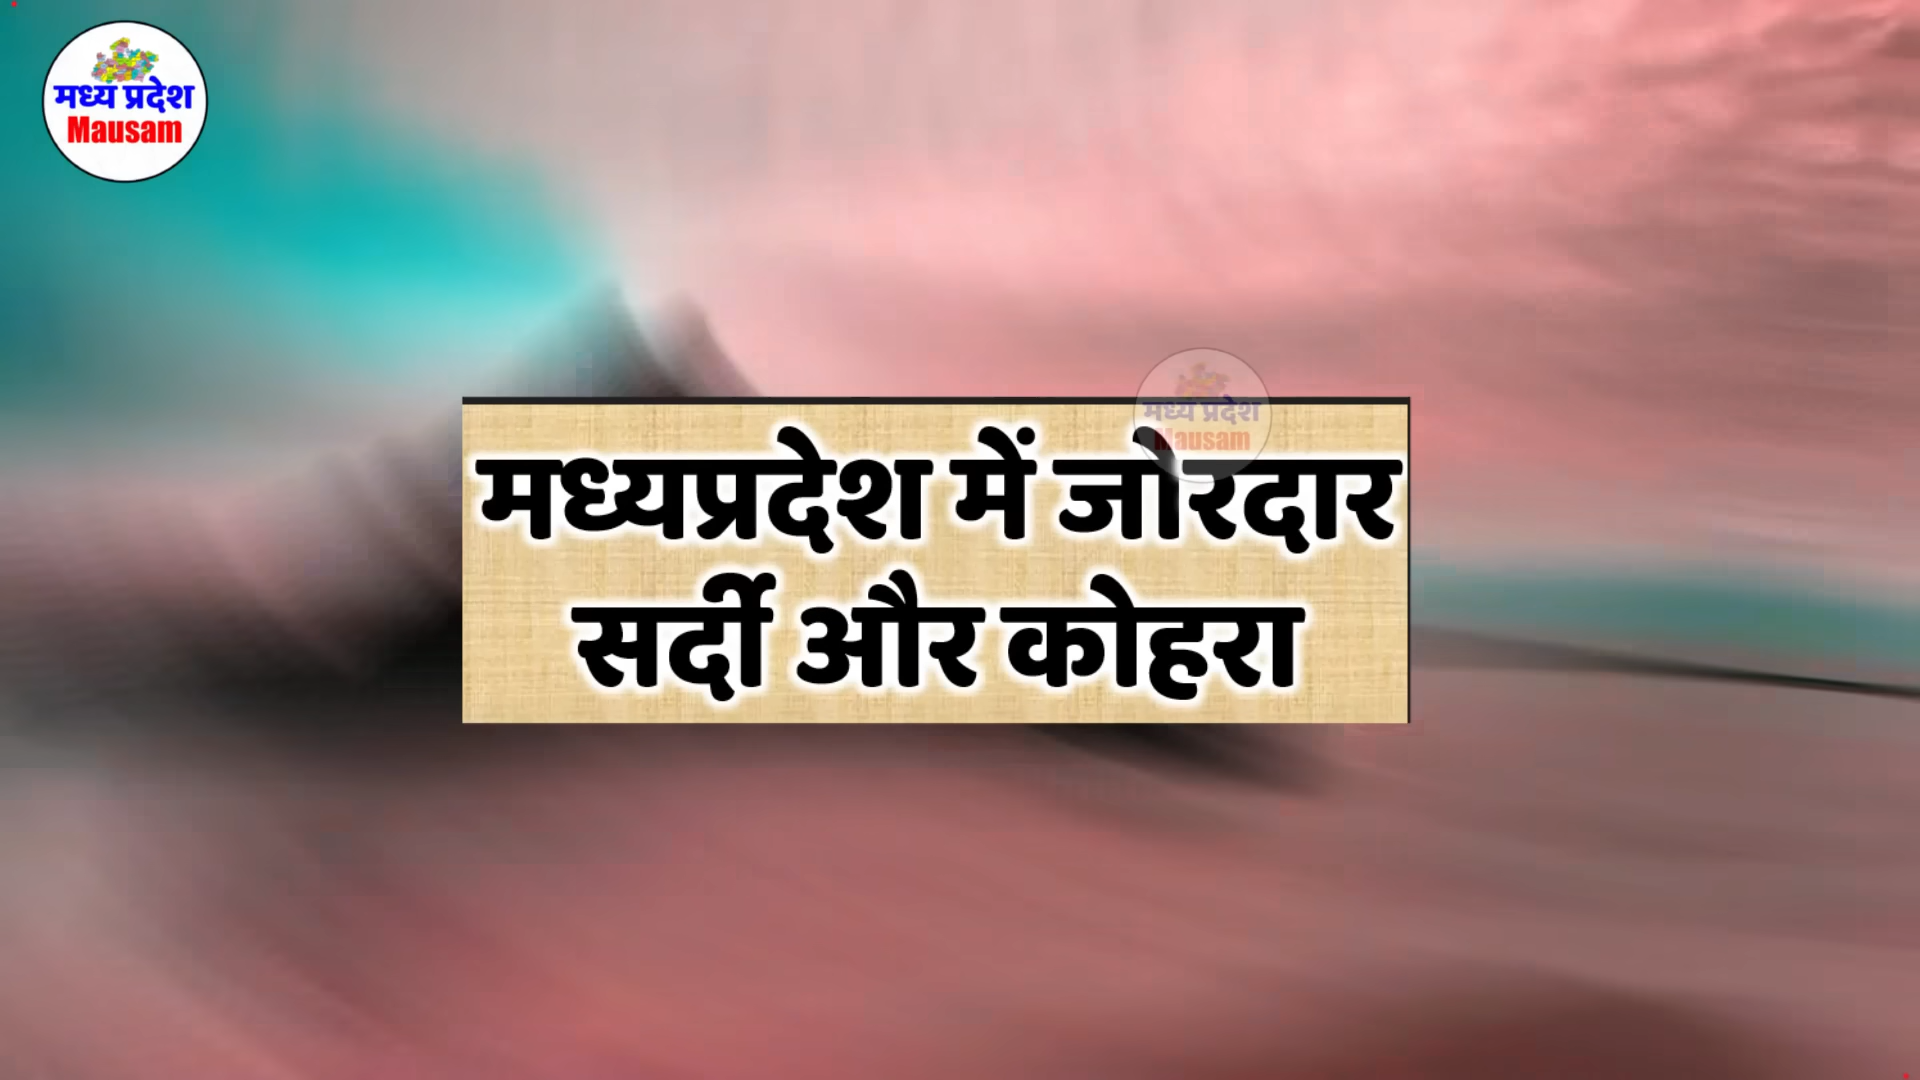 मध्य प्रदेश
Mausam
मध्य प्रदेश
Mausam
मध्यप्रदेश में जोरदार
सर्दी और कोहरा